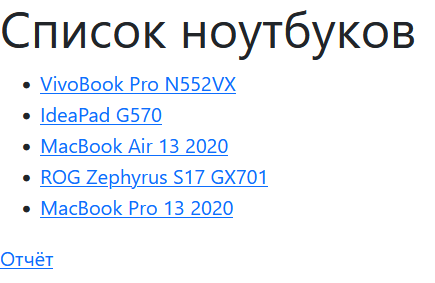 Список ноутбуков
VivoBook Pro N552VX
IdeaPad G570
MacBook Air 13 2020
ROG Zephyrus S17 GX701
MacBook Pro 13 2020
Отчёт